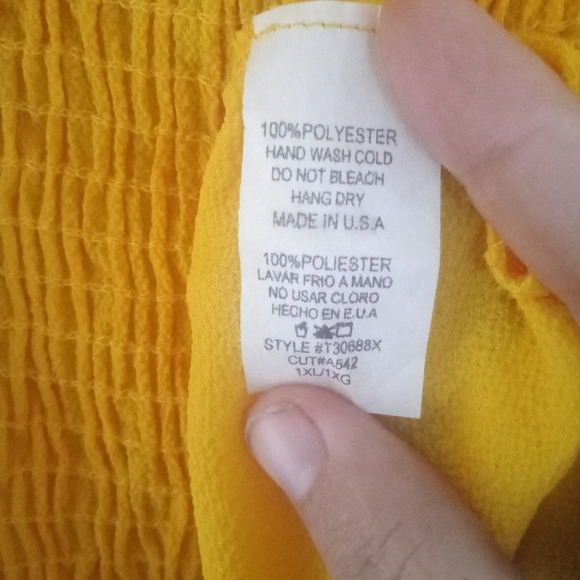 100%POLYESTER
HAND WASH COLD
DO NOT BLEACH
HANG DRY
MADE IN U.S.A
100%POLIESTER
LAVAR FRIO A MANO
NO USAR CLORO
HECHO EN E.U.A
STYLE #T30688X
CUT#A542
1XL/1XG